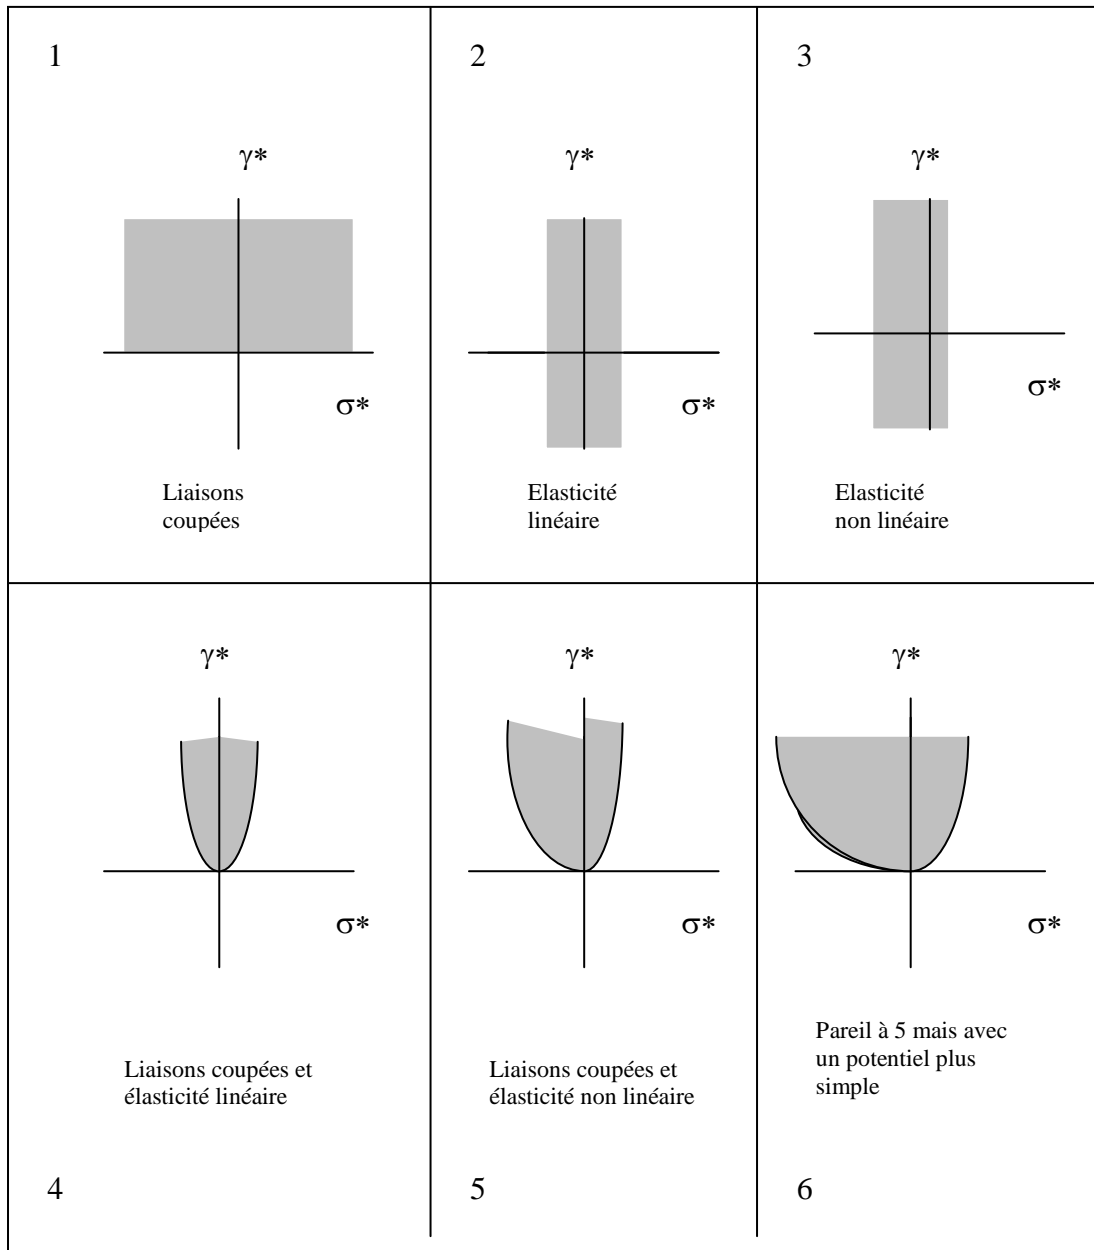 1
γ*
σ*
Liaisons
coupées
2
γ*
σ*
Elasticité
linéaire
3
γ*
σ*
Elasticité
non linéaire
γ*
σ*
Liaisons coupées et
élasticité linéaire
4
γ*
σ*
Liaisons coupées et
élasticité non linéaire
5
γ*
σ*
Pareil à 5 mais avec
un potentiel plus
simple
6